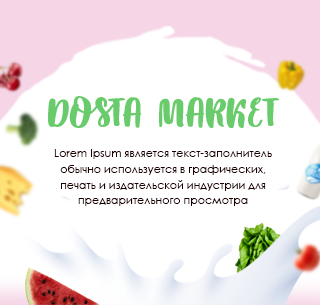 DOSTA MARKET
Lorem Ipsum является текст-заполнитель
обычно используется в графических,
печать и издательской индустрии для
предварительного просмотра